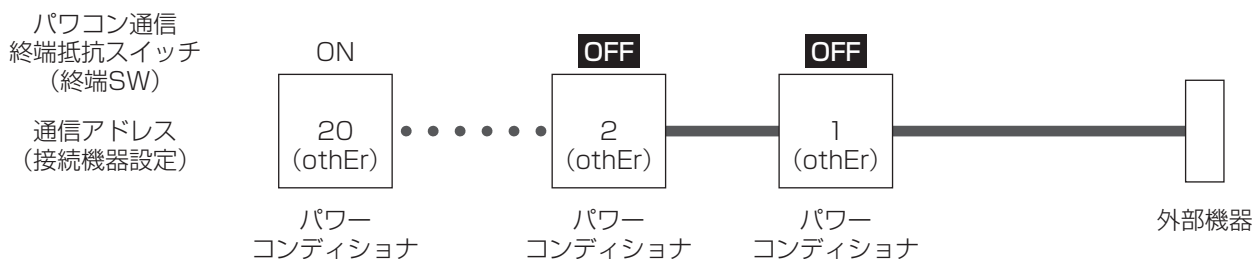 パワコン通信
終端抵抗スイッチ
（終端SW）
ON
OFF
OFF
通信アドレス
（接続機器設定）
20
（othEr）
2
（othEr）
1
（othEr）
パワー
コンディショナ
パワー
コンディショナ
パワー
コンディショナ
外部機器